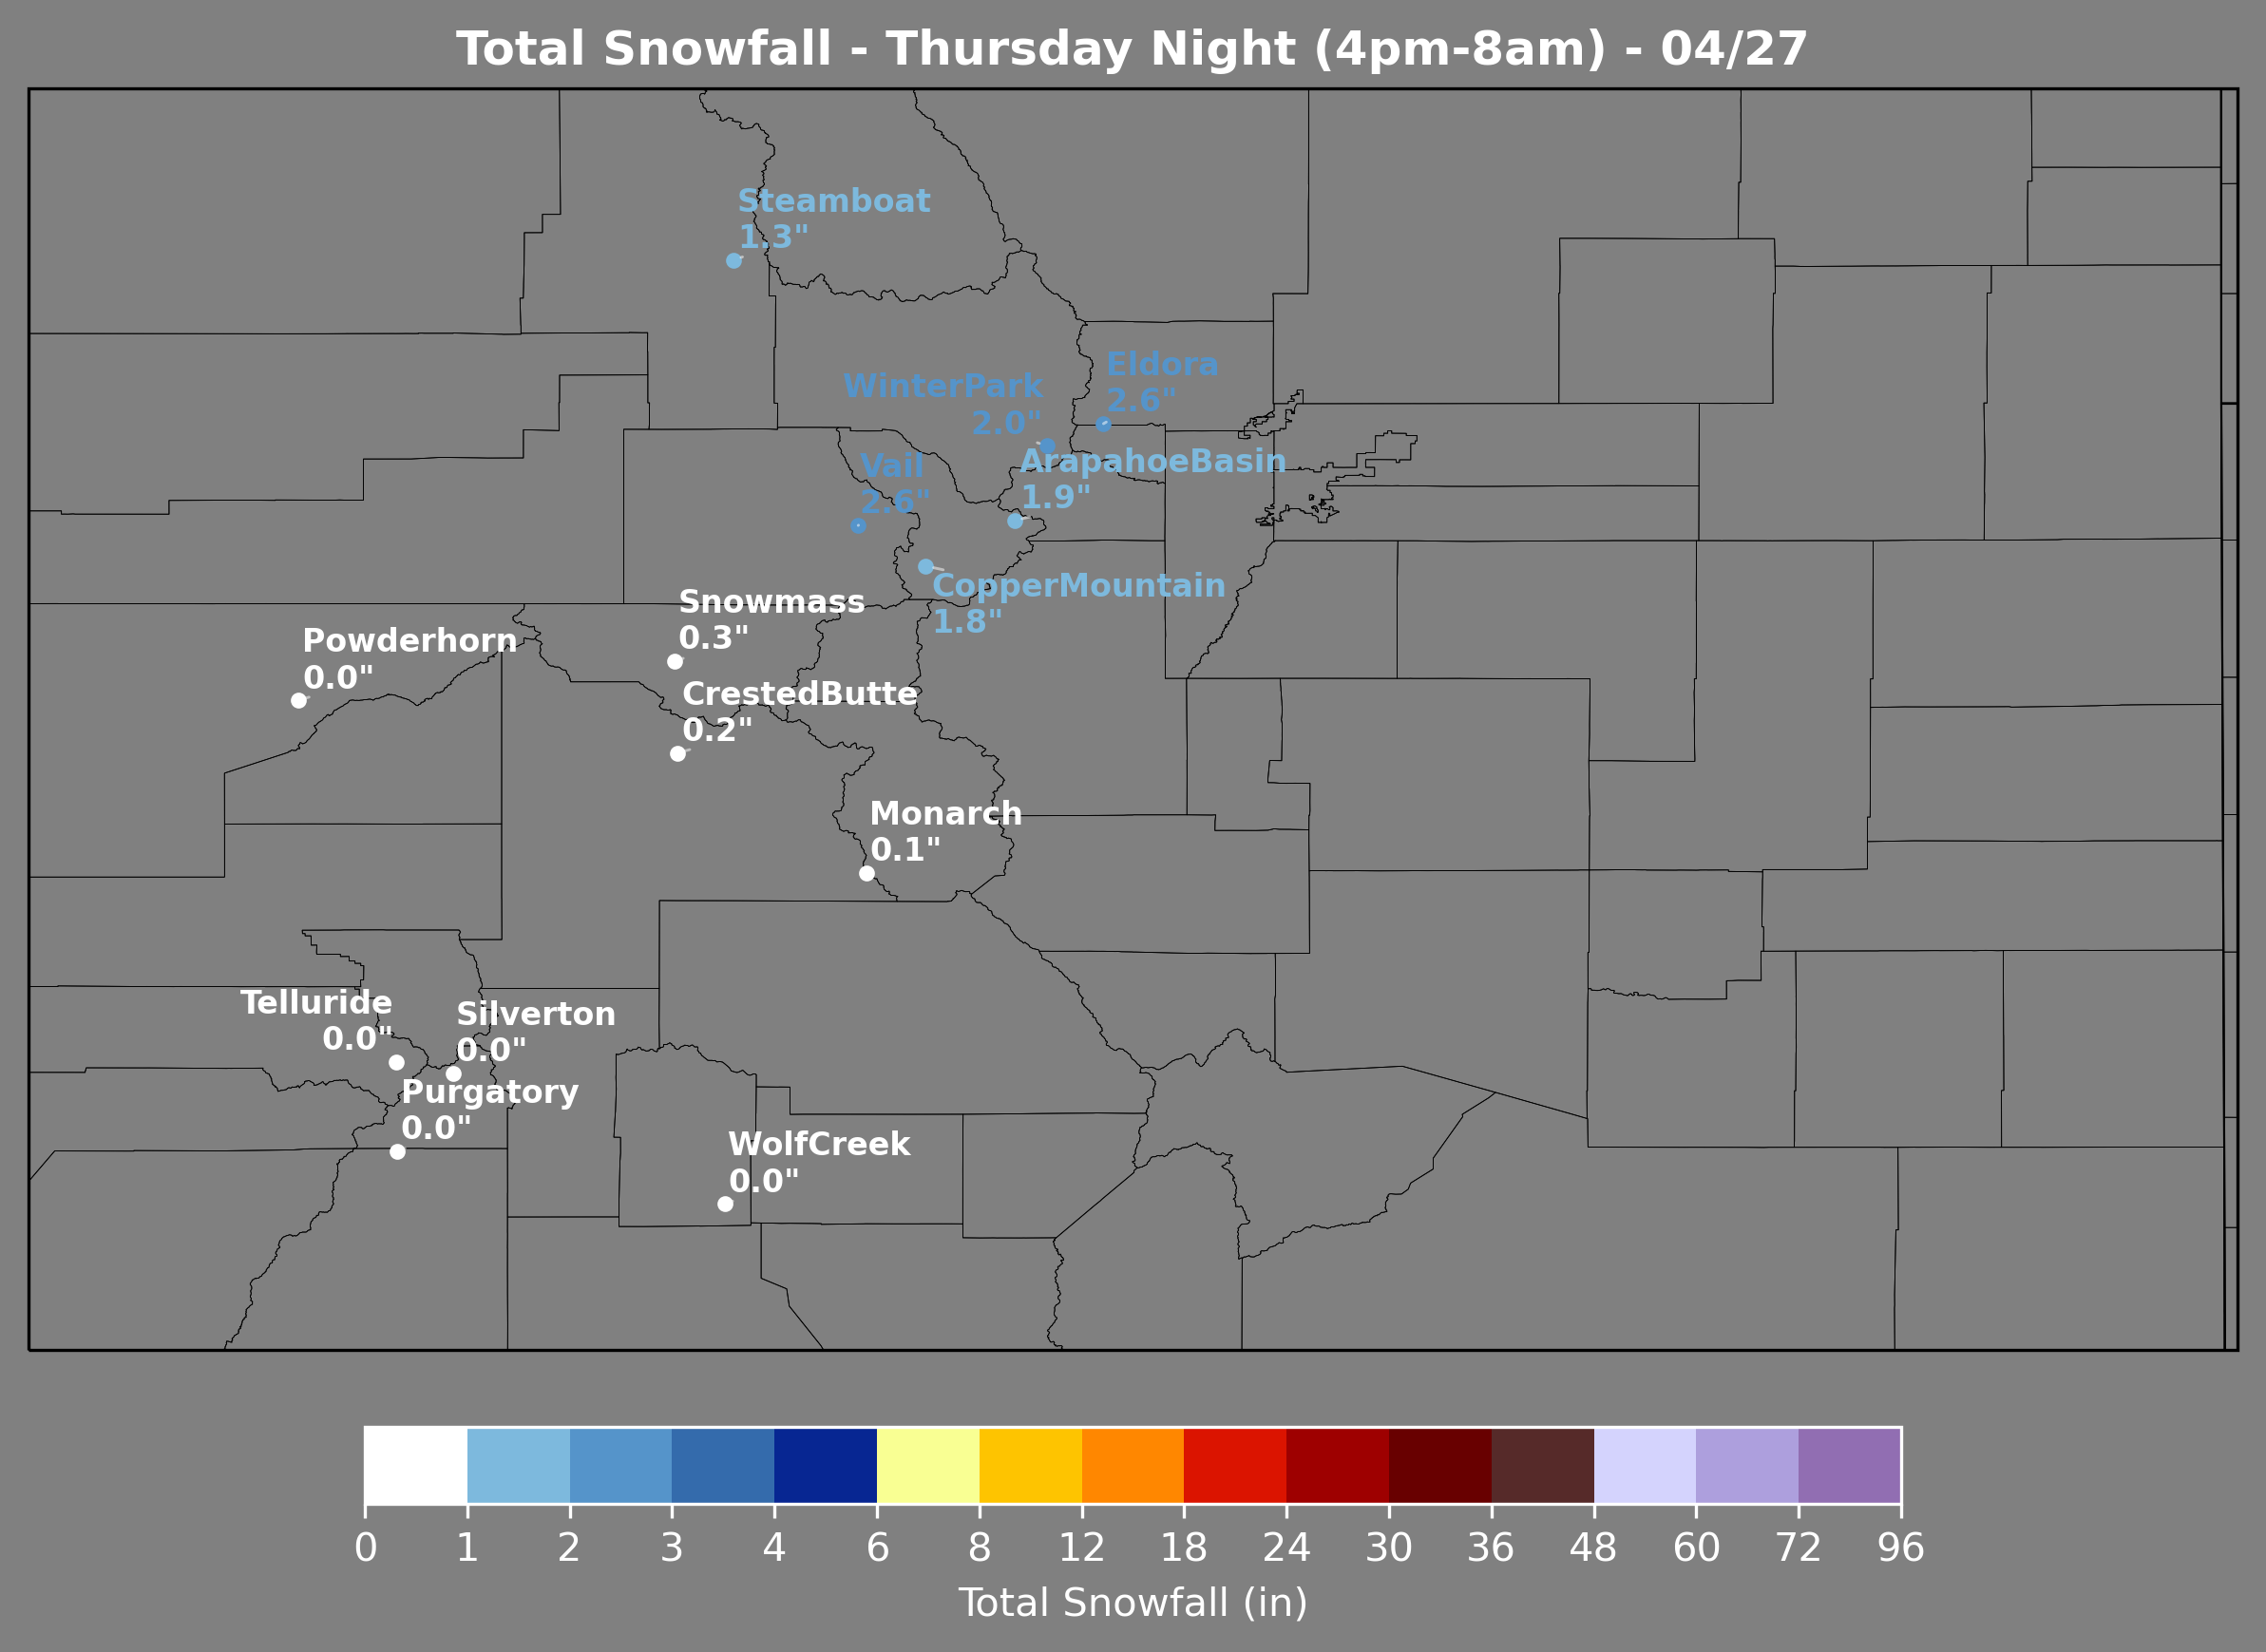 Total Snowfall - Thursday Night (4pm-8am) - 04/27
Steamboat
1.3"
Eldora
2.6"
WinterPark
2.0"
ArapahoeBasin
1.9"
Vail
2.6"
CopperMountain
1.8"
Snowmass
0.3"
Powderhorn
0.0"
CrestedButte
0.2"
Monarch
0.1"
Telluride
0.0"
Silverton
0.0"
Purgatory
0.0"
WolfCreek
0.0"
0 1 2 3 4 6 8 12 18 24 30 36 48 60 72 96
Total Snowfall (in)